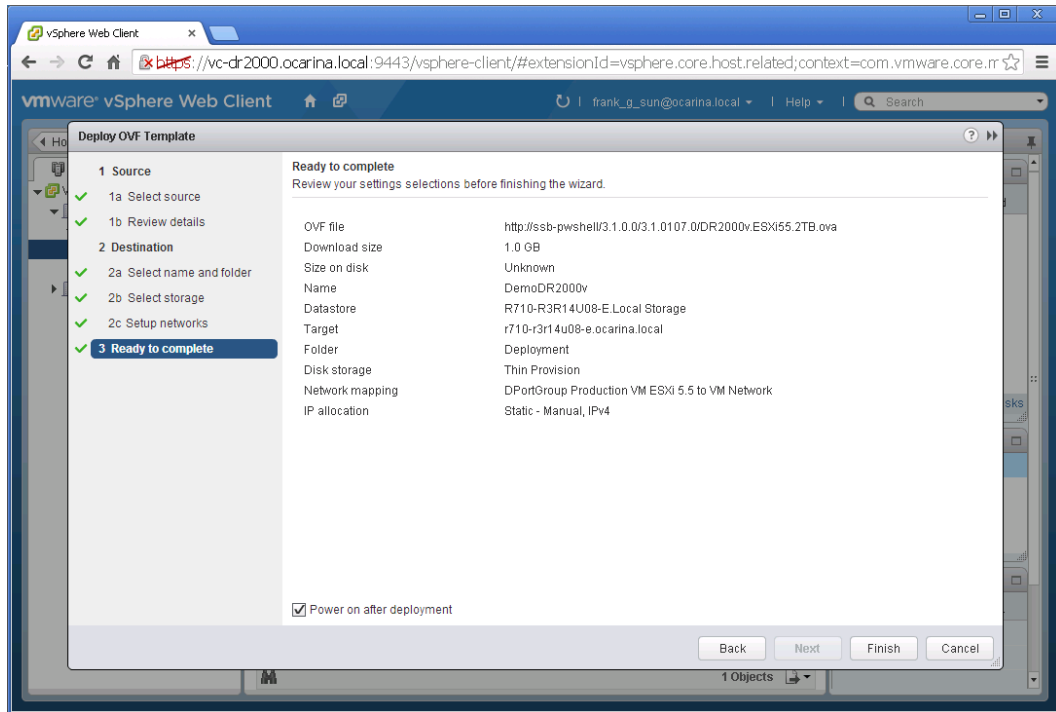 vSphere Web Client
https://vc-dr2000.ocarina.local:9443/vsphere-client/#extensionId=vsphere.core.host.related;context=com.vmware.core.m
vmware® vSphere Web Client
frank_g_sun@ocarina.local
Help
Search
Ho
Deploy OVF Template
1 Source
1a Select source
1b Review details
2 Destination
2a Select name and folder
2b Select storage
2c Setup networks
3 Ready to complete
Ready to complete
Review your settings selections before finishing the wizard.
OVF file http://ssb-pwshell/3.1.0.0/3.1.0107.0/DR2000v.ESXi55.2TB.ova
Download size 1.0 GB
Size on disk Unknown
Name DemoDR2000v
Datastore R710-R3R14U08-E.Local Storage
Target r710-r3r14u08-e.ocarina.local
Folder Deployment
Disk storage Thin Provision
Network mapping DPortGroup Production VM ESXi 5.5 to VM Network
IP allocation Static - Manual, IPv4
sks
Power on after deployment
Back Next Finish Cancel
1 Objects